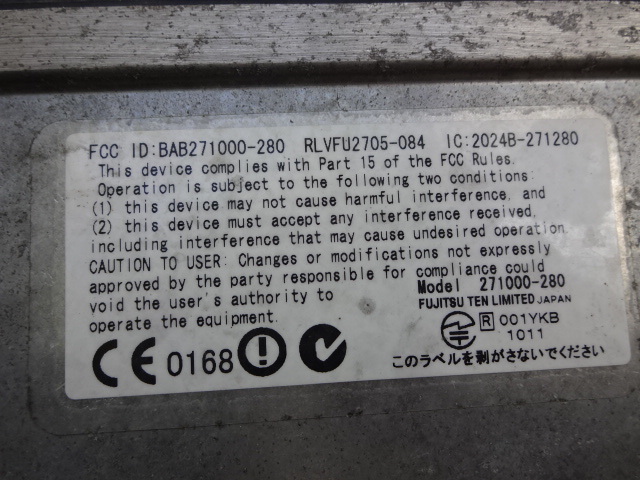 FCC ID:BAB271000-280 RLVFU2705-084 IC:2024B-271280
This device complies with Part 15 of the FCC Rules.
Operation is subject to the following two conditions:
(1) this device may not cause harmful interference, and
(2) this device must accept any interference received,
including interference that may cause undesired operation.
CAUTION TO USER: Changes or modifications not expressly
approved by the party responsible for compliance could
void the user's authority to
operate the equipment.
Model 271000-280
FUJITSU TEN LIMITED JAPAN
R 001YKB
1011
CE 0168
このラベルを剥がさないでください